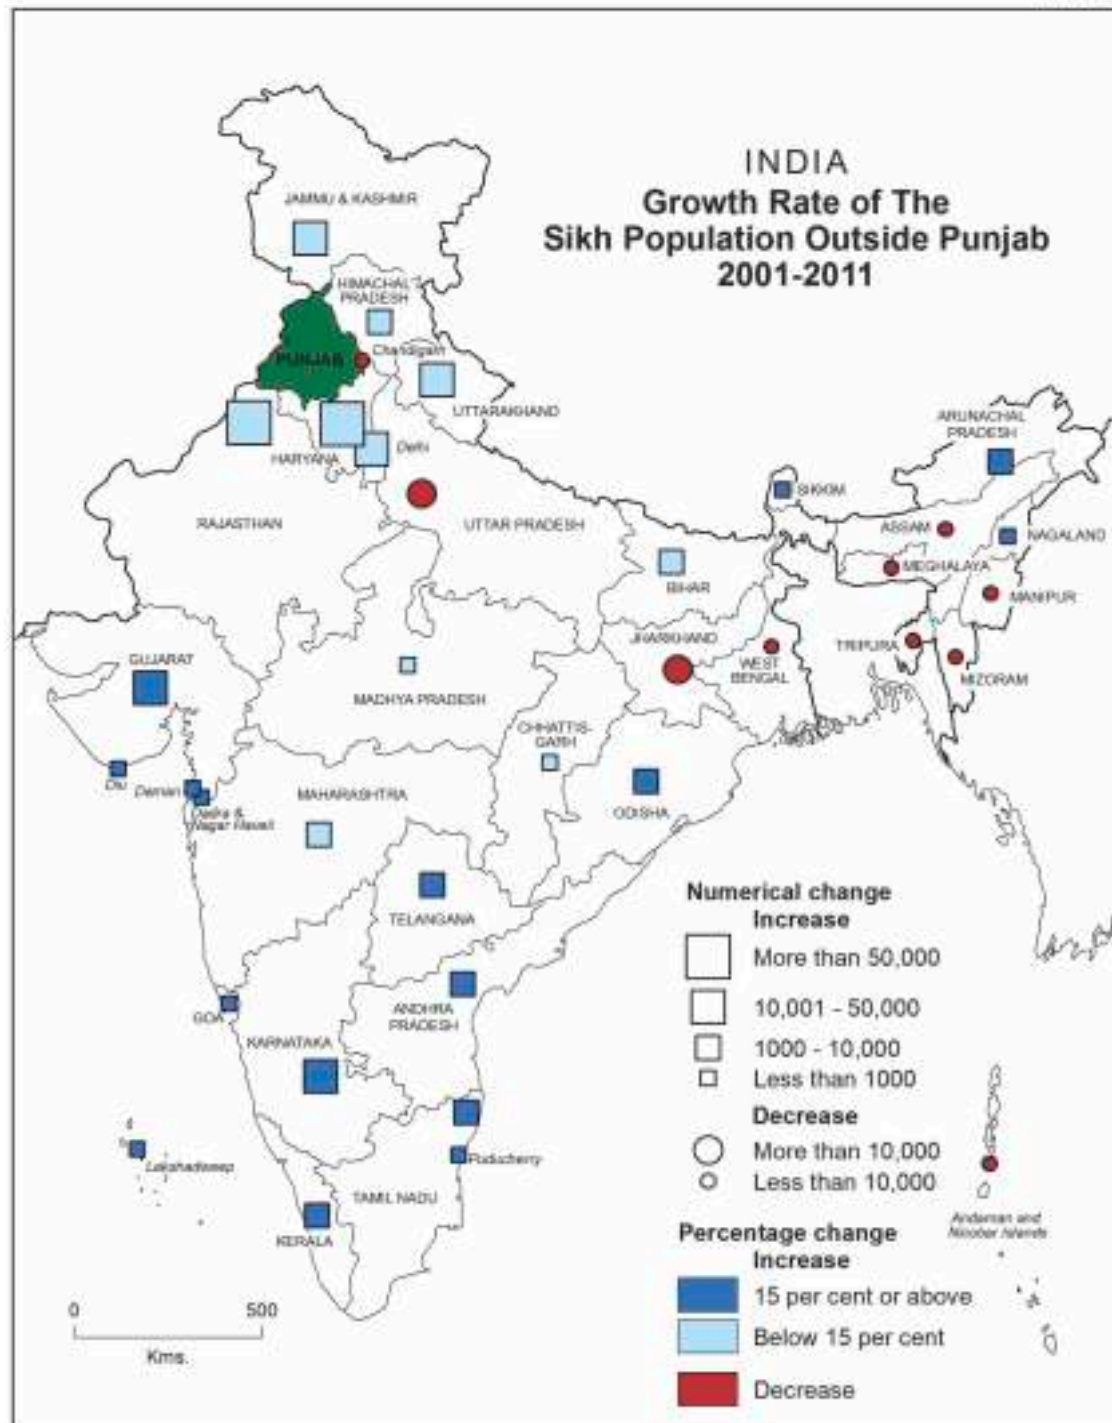 INDIA
Growth Rate of The
Sikh Population Outside Punjab
2001-2011
JAMMU & KASHMIR
HIMACHAL
PRADESH
PUNJAB
Chandigarh
UTTARAKHAND
HARYANA
Delhi
RAJASTHAN
UTTAR PRADESH
ARUNACHAL
PRADESH
SIKKIM
ASSAM
NAGALAND
MEGHALAYA
BIHAR
MANIPUR
JHARKHAND
TRIPURA
WEST
BENGAL
MIZORAM
GUJARAT
MADHYA PRADESH
CHHATTIS-
GARH
Diu
Daman
Dadra &
Nagar Haveli
MAHARASHTRA
ODISHA
TELANGANA
GOA
ANDHRA
PRADESH
KARNATAKA
Lakshadweep
Puducherry
TAMIL NADU
KERALA
Andaman and
Nicobar Islands
Numerical change
Increase
More than 50,000
10,001 - 50,000
1000 - 10,000
Less than 1000
Decrease
More than 10,000
Less than 10,000
Percentage change
Increase
15 per cent or above
Below 15 per cent
Decrease
0 500
Kms.